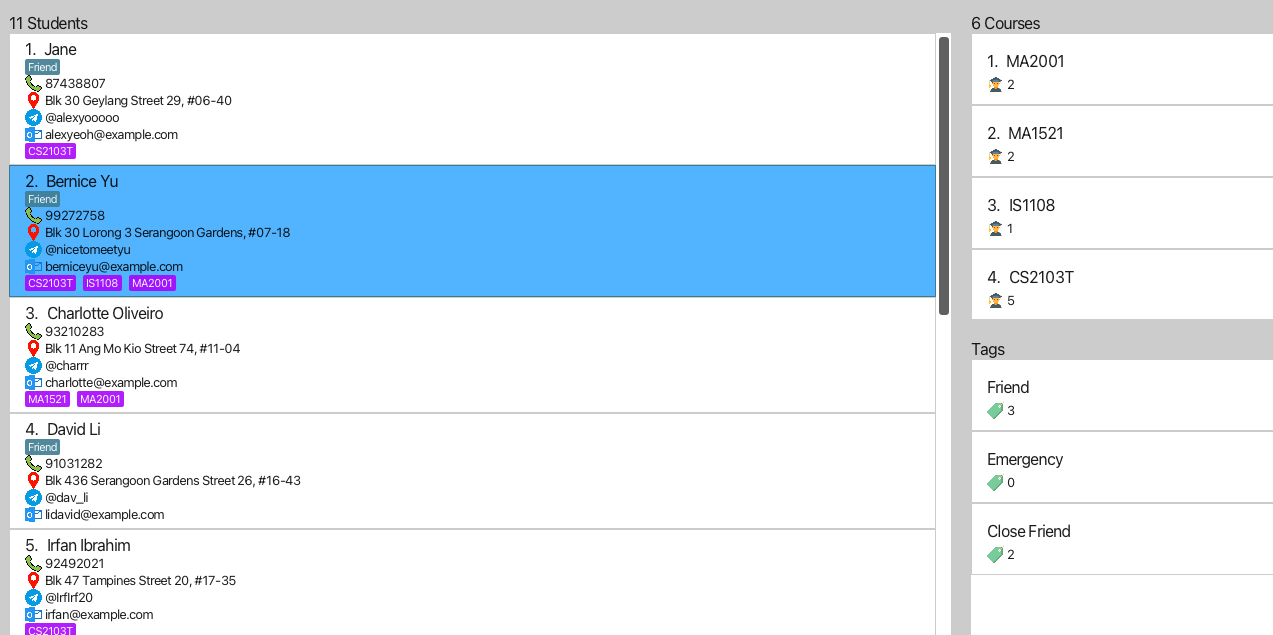 11 Students
1. Jane
Friend
87438807
Blk 30 Geylang Street 29, #06-40
@alexyooooo
alexyeoh@example.com
CS2103T
2. Bernice Yu
Friend
99272758
Blk 30 Lorong 3 Serangoon Gardens, #07-18
@nicetomeetyu
berniceyu@example.com
CS2103T IS1108 MA2001
3. Charlotte Oliveiro
93210283
Blk 11 Ang Mo Kio Street 74, #11-04
@charrr
charlotte@example.com
MA1521 MA2001
4. David Li
Friend
91031282
Blk 436 Serangoon Gardens Street 26, #16-43
@dav_li
lidavid@example.com
5. Irfan Ibrahim
92492021
Blk 47 Tampines Street 20, #17-35
@IrfIrf20
irfan@example.com
CS2103T
6 Courses
1. MA2001
2
2. MA1521
2
3. IS1108
1
4. CS2103T
5
Tags
Friend
3
Emergency
0
Close Friend
2